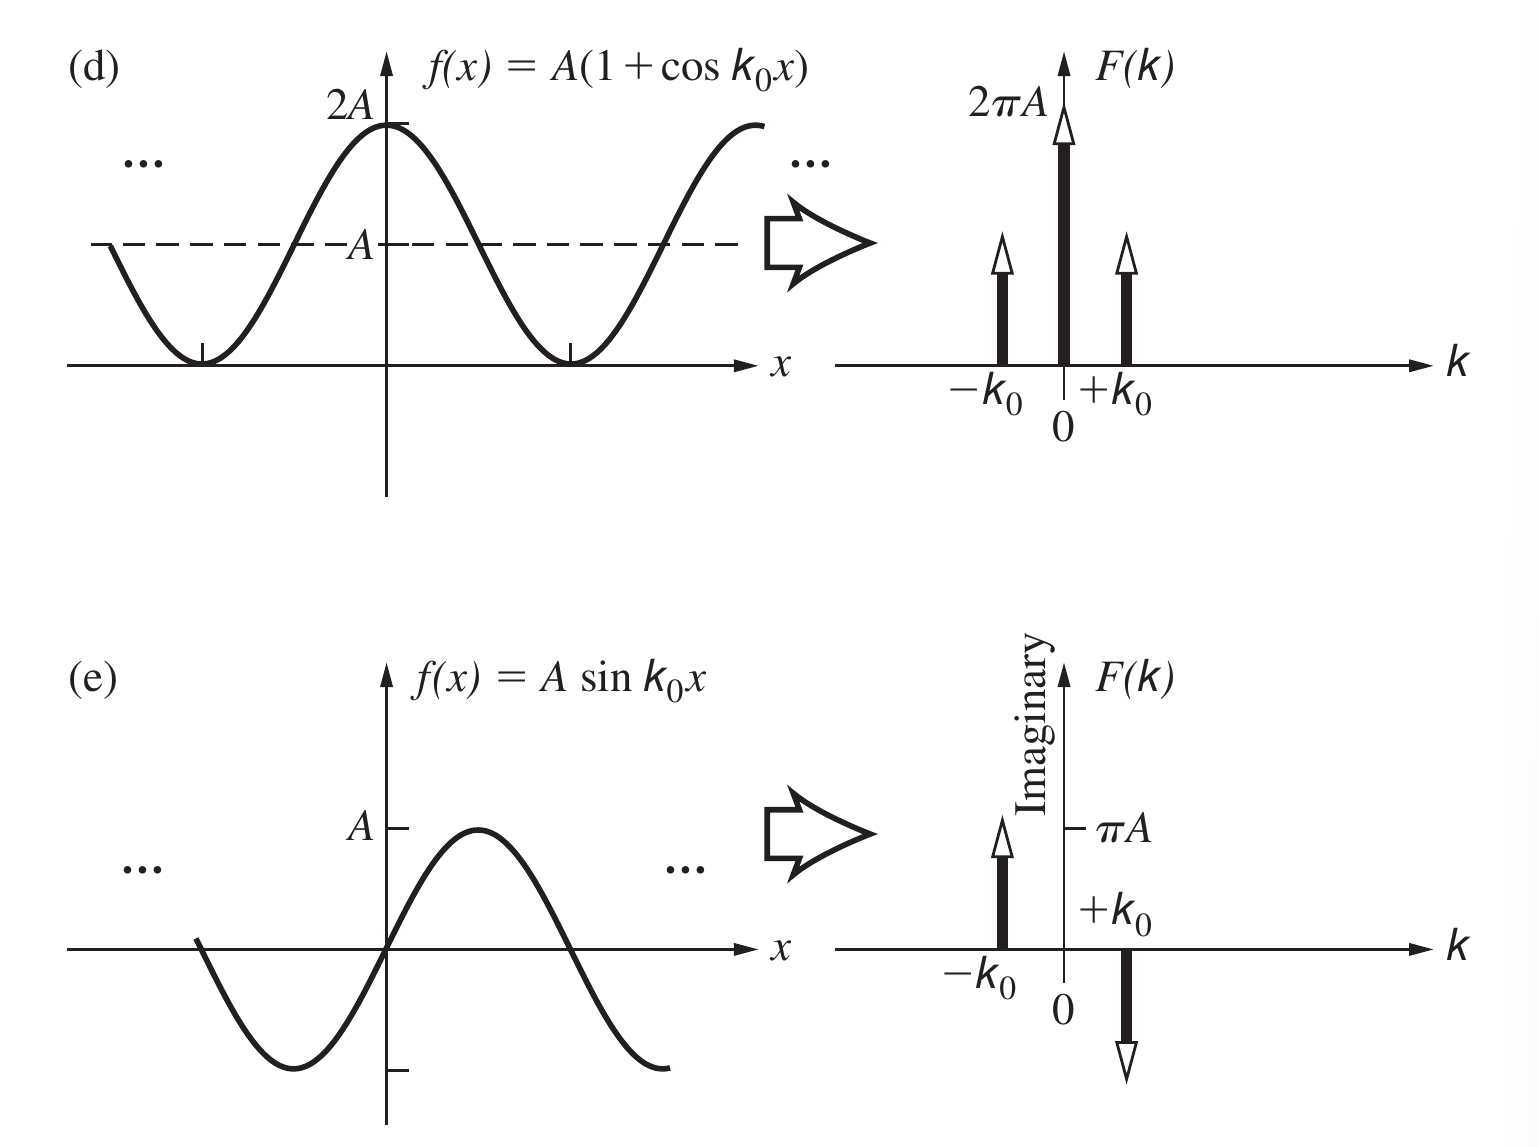 (d) f(x) = A(1 + cos k₀x) F(k)
2A 2πA
... ...
A
x k
−k₀ +k₀
0
(e) f(x) = A sin k₀x Imaginary F(k)
A πA
... ...
+k₀
x k
−k₀
0